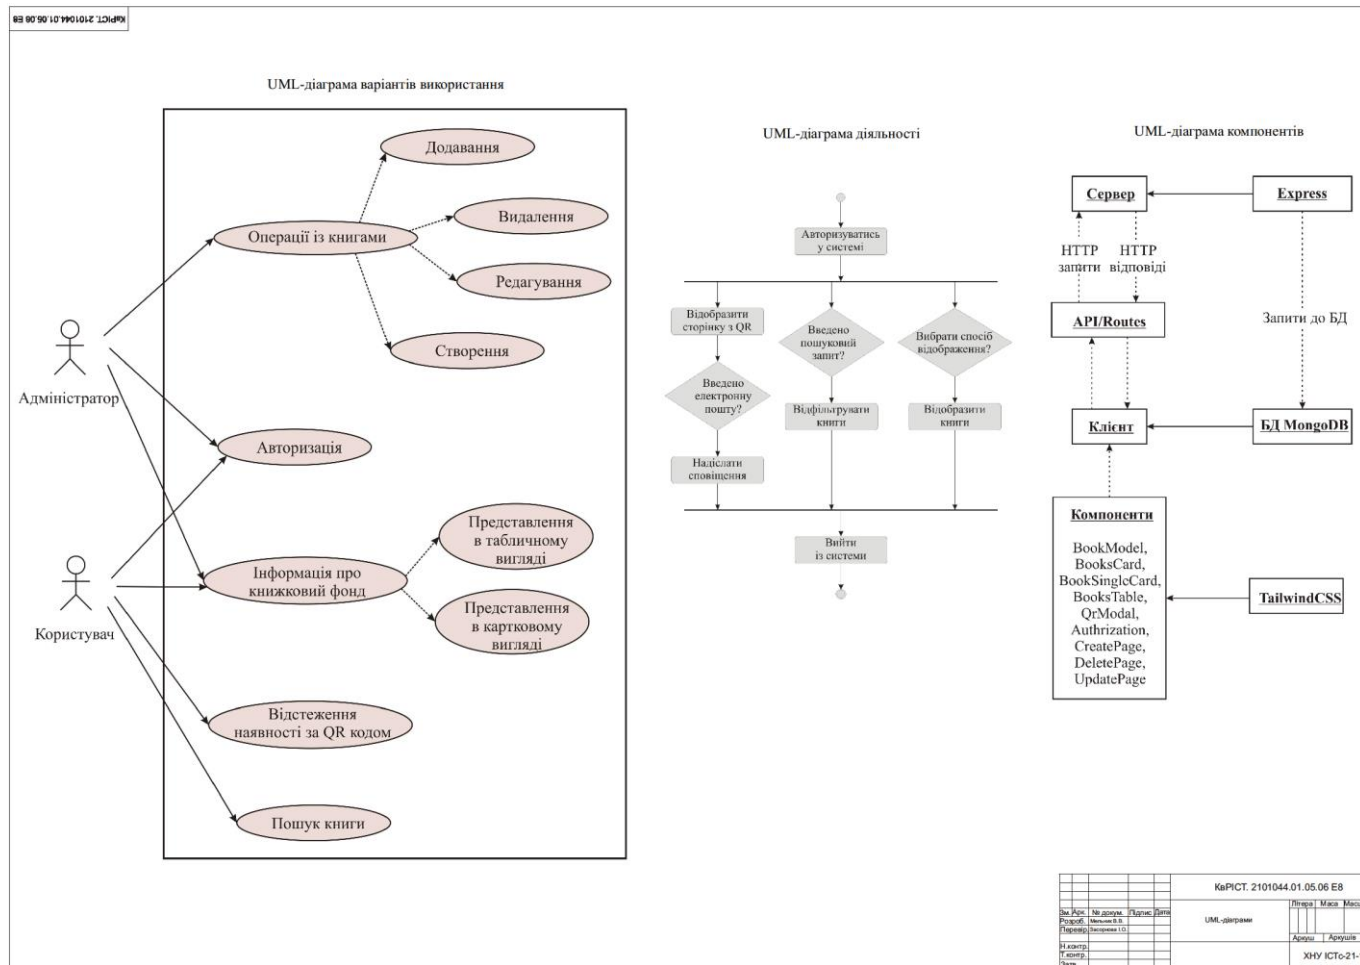 КвРІСТ. 2101044.01.05.06 Е8
UML-діаграма варіантів використання
Додавання
Видалення
Операції із книгами
Редагування
Створення
Адміністратор
Авторизація
Представлення
в табличному
вигляді
Інформація про
книжковий фонд
Представлення
в картковому
вигляді
Користувач
Відстеження
наявності за QR кодом
Пошук книги
UML-діаграма діяльності
Авторизуватись
у системі
Відобразити
сторінку з QR
Введено
пошуковий
запит?
Вибрати спосіб
відображення?
Введено
електронну
пошту?
Відфільтрувати
книги
Відобразити
книги
Надіслати
сповіщення
Вийти
із системи
UML-діаграма компонентів
Сервер
Express
HTTP
запити
HTTP
відповіді
API/Routes
Запити до БД
Клієнт
БД MongoDB
Компоненти
BookModel,
BooksCard,
BookSingleCard,
BooksTable,
QrModal,
Authrization,
CreatePage,
DeletePage,
UpdatePage
TailwindCSS
КвРІСТ. 2101044.01.05.06 Е8
Зм. Арк. № докум. Підпис Дата
Розроб. Мельник В.В.
Перевір.
Н.контр.
Т.контр.
Затв.
UML-діаграми
Літера Маса
Аркуш Аркушів
ХНУ ІСТс-21-